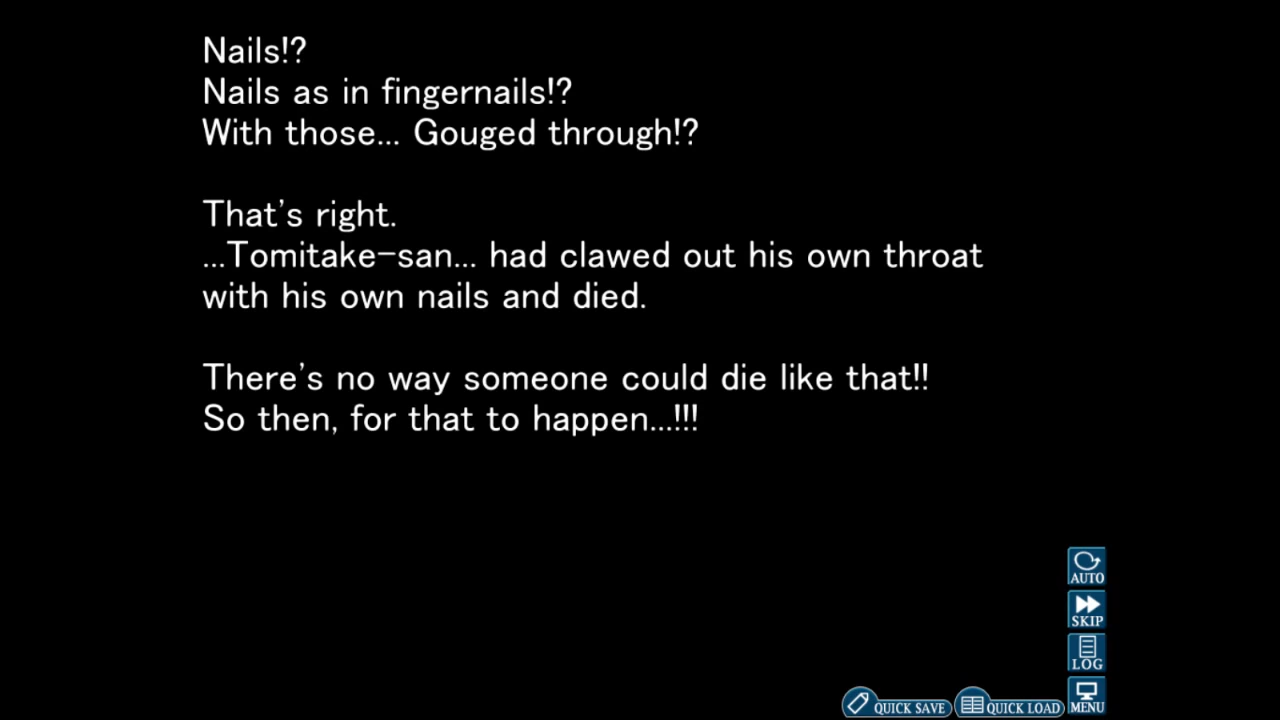 Nails!?
Nails as in fingernails!?
With those... Gouged through!?
That's right.
...Tomitake-san... had clawed out his own throat
with his own nails and died.
There's no way someone could die like that!!
So then, for that to happen...!!!
AUTO
SKIP
LOG
MENU
QUICK SAVE
QUICK LOAD